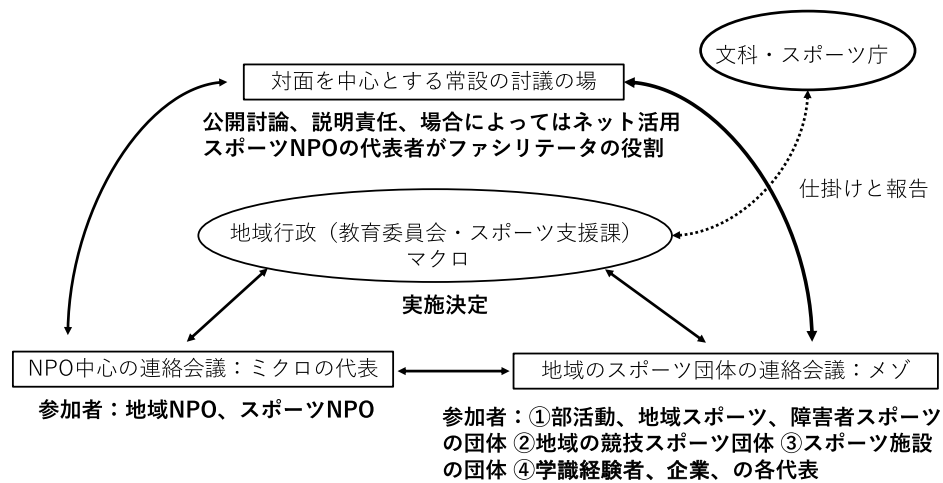 文科・スポーツ庁
対面を中心とする常設の討議の場
公開討論、説明責任、場合によってはネット活用
スポーツNPOの代表者がファシリテータの役割
仕掛けと報告
地域行政（教育委員会・スポーツ支援課）
マクロ
実施決定
NPO中心の連絡会議：ミクロの代表
地域のスポーツ団体の連絡会議：メゾ
参加者：地域NPO、スポーツNPO
参加者：①部活動、地域スポーツ、障害者スポーツ
の団体 ②地域の競技スポーツ団体 ③スポーツ施設
の団体 ④学識経験者、企業、の各代表